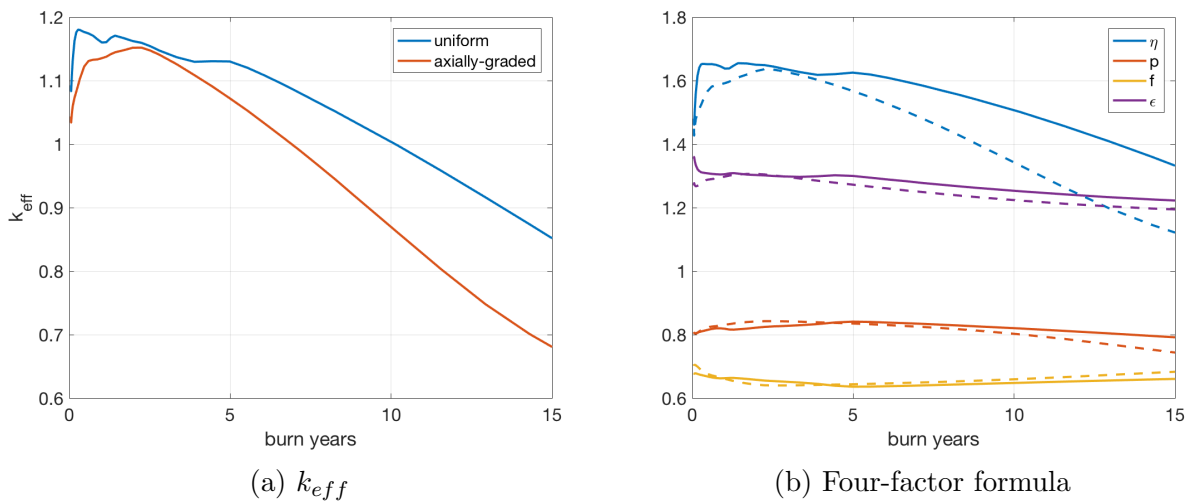 1.2
1.1
1
0.9
0.8
0.7
0.6
k_eff
0
5
10
15
burn years
uniform
axially-graded
(a) k_eff
1.8
1.6
1.4
1.2
1
0.8
0.6
0
5
10
15
burn years
η
p
f
ϵ
(b) Four-factor formula